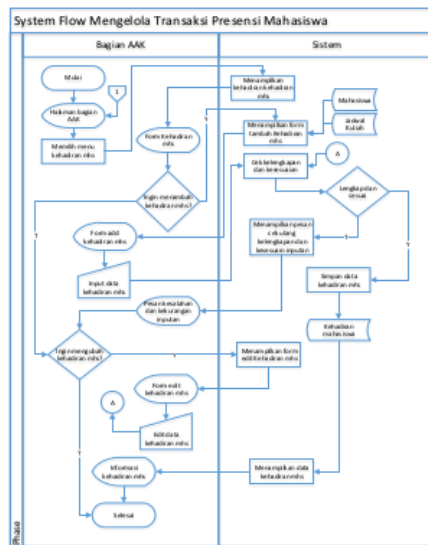 System Flow Mengelola Transaksi Presensi Mahasiswa
Bagian AAK
Sistem
Mulai
1
Halaman bagian
AAK
Memilih menu
kehadiran mhs
Menampilkan
kehadiran kehadiran
mhs
Form Kehadiran
mhs
Y
Menampilkan form
tambah Kehadiran
mhs
Mahasiswa
Jadwal
Kuliah
Cek kelengkapan
dan kesesuaian
A
Ingin menambah
kehadiran mhs?
Lengkap dan
sesuai
Form add
kehadiran mhs
Menampilkan pesan
cek ulang
kelengkapan dan
kesesuain inputan
Y
Y
Y
Input data
kehadiran mhs
Simpan data
kehadiran mhs
Pesan kesalahan
dan kekurangan
inputan
Kehadiran
mahasiswa
Ingin mengubah
kehadiran mhs?
Y
Menampilkan form
edit Kehadiran mhs
Form edit
kehadiran mhs
A
Edit data
kehadiran mhs
Y
Informasi
kehadiran mhs
Menampilkan data
kehadiran mhs
Selesai
Phase